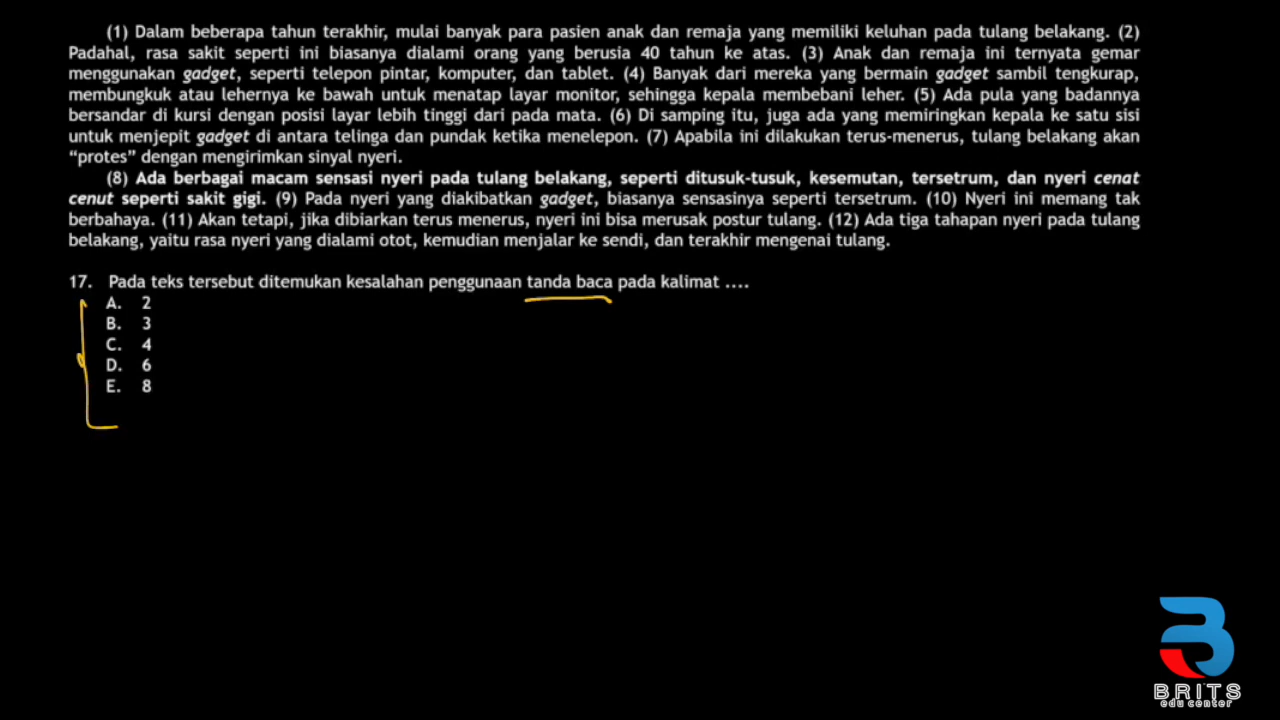 (1) Dalam beberapa tahun terakhir, mulai banyak para pasien anak dan remaja yang memiliki keluhan pada tulang belakang. (2)
Padahal, rasa sakit seperti ini biasanya dialami orang yang berusia 40 tahun ke atas. (3) Anak dan remaja ini ternyata gemar
menggunakan gadget, seperti telepon pintar, komputer, dan tablet. (4) Banyak dari mereka yang bermain gadget sambil tengkurap,
membungkuk atau lehernya ke bawah untuk menatap layar monitor, sehingga kepala membebani leher. (5) Ada pula yang badannya
bersandar di kursi dengan posisi layar lebih tinggi dari pada mata. (6) Di samping itu, juga ada yang memiringkan kepala ke satu sisi
untuk menjepit gadget di antara telinga dan pundak ketika menelepon. (7) Apabila ini dilakukan terus-menerus, tulang belakang akan
“protes” dengan mengirimkan sinyal nyeri.
(8) Ada berbagai macam sensasi nyeri pada tulang belakang, seperti ditusuk-tusuk, kesemutan, tersetrum, dan nyeri cenat
cenut seperti sakit gigi. (9) Pada nyeri yang diakibatkan gadget, biasanya sensasinya seperti tersetrum. (10) Nyeri ini memang tak
berbahaya. (11) Akan tetapi, jika dibiarkan terus menerus, nyeri ini bisa merusak postur tulang. (12) Ada tiga tahapan nyeri pada tulang
belakang, yaitu rasa nyeri yang dialami otot, kemudian menjalar ke sendi, dan terakhir mengenai tulang.
17. Pada teks tersebut ditemukan kesalahan penggunaan tanda baca pada kalimat ....
A. 2
B. 3
C. 4
D. 6
E. 8
BRITS
edu center